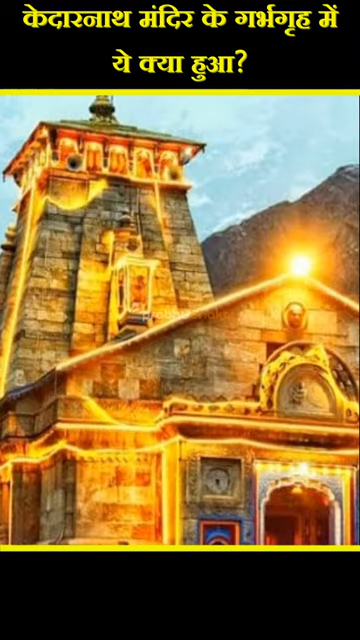 केदारनाथ मंदिर के गर्भगृह में
ये क्या हुआ?